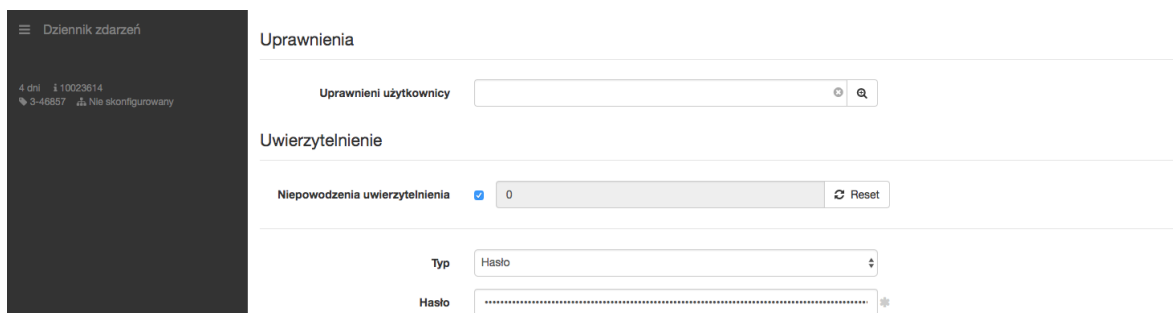 Dziennik zdarzeń
4 dni 10023614
3-46857 Nie skonfigurowany
Uprawnienia
Uprawnieni użytkownicy
Uwierzytelnienie
Niepowodzenia uwierzytelnienia 0 Reset
Typ Hasło
Hasło